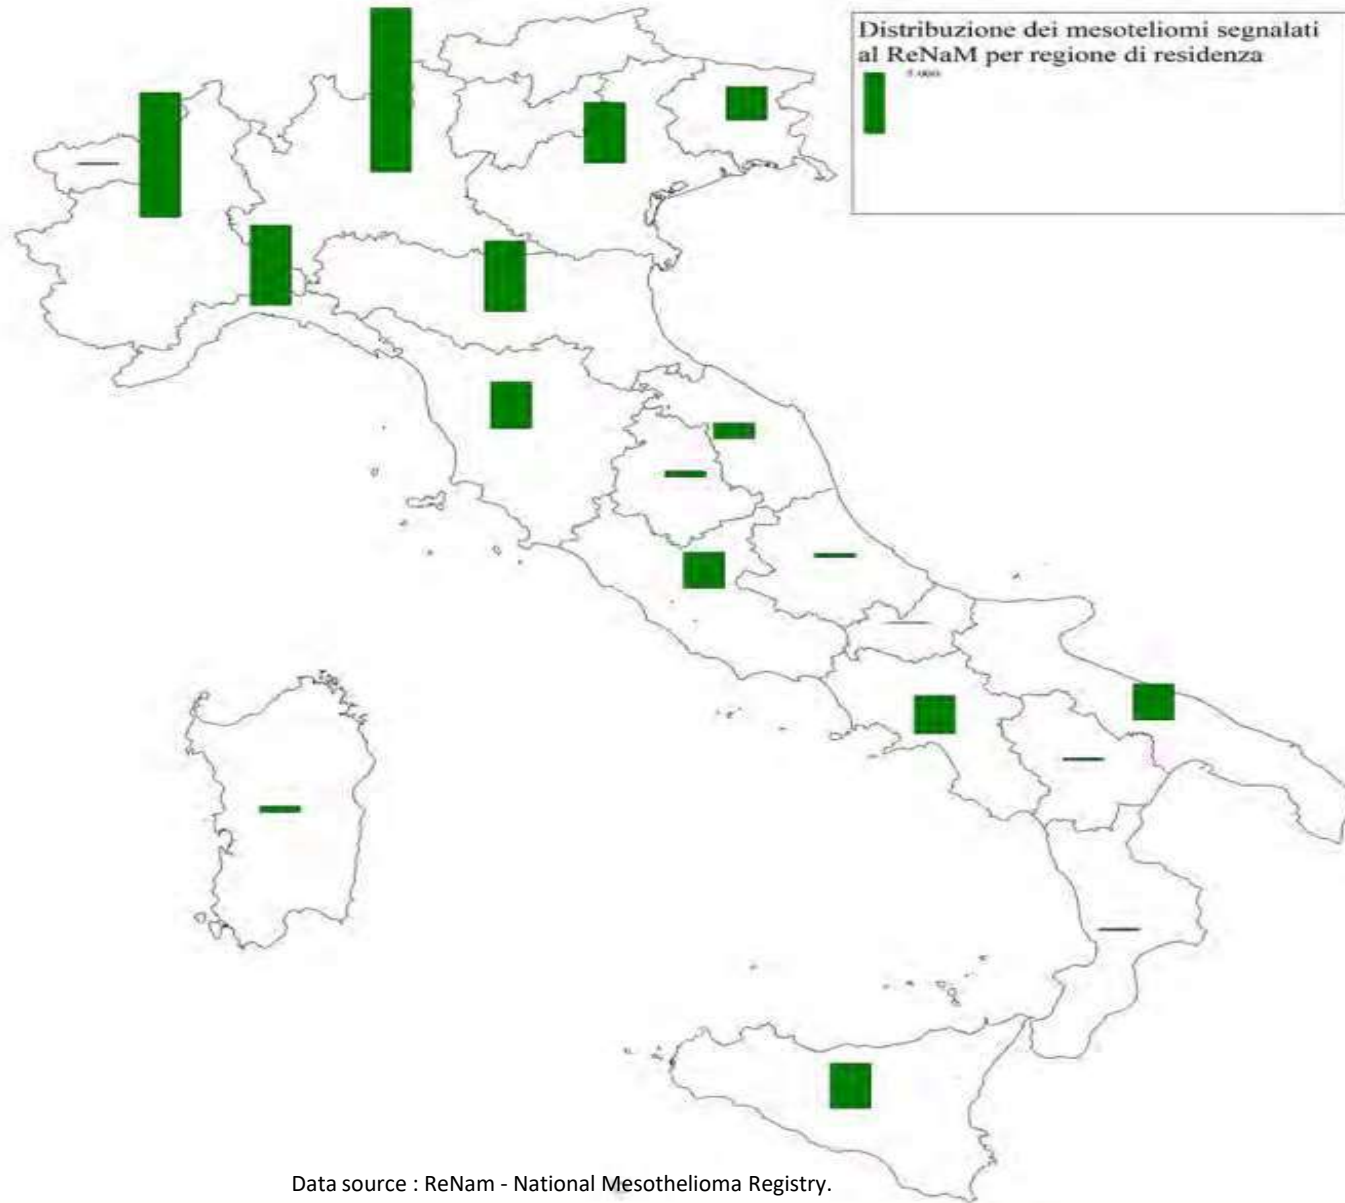 Distribuzione dei mesoteliomi segnalati
al ReNaM per regione di residenza
Data source : ReNam - National Mesothelioma Registry.